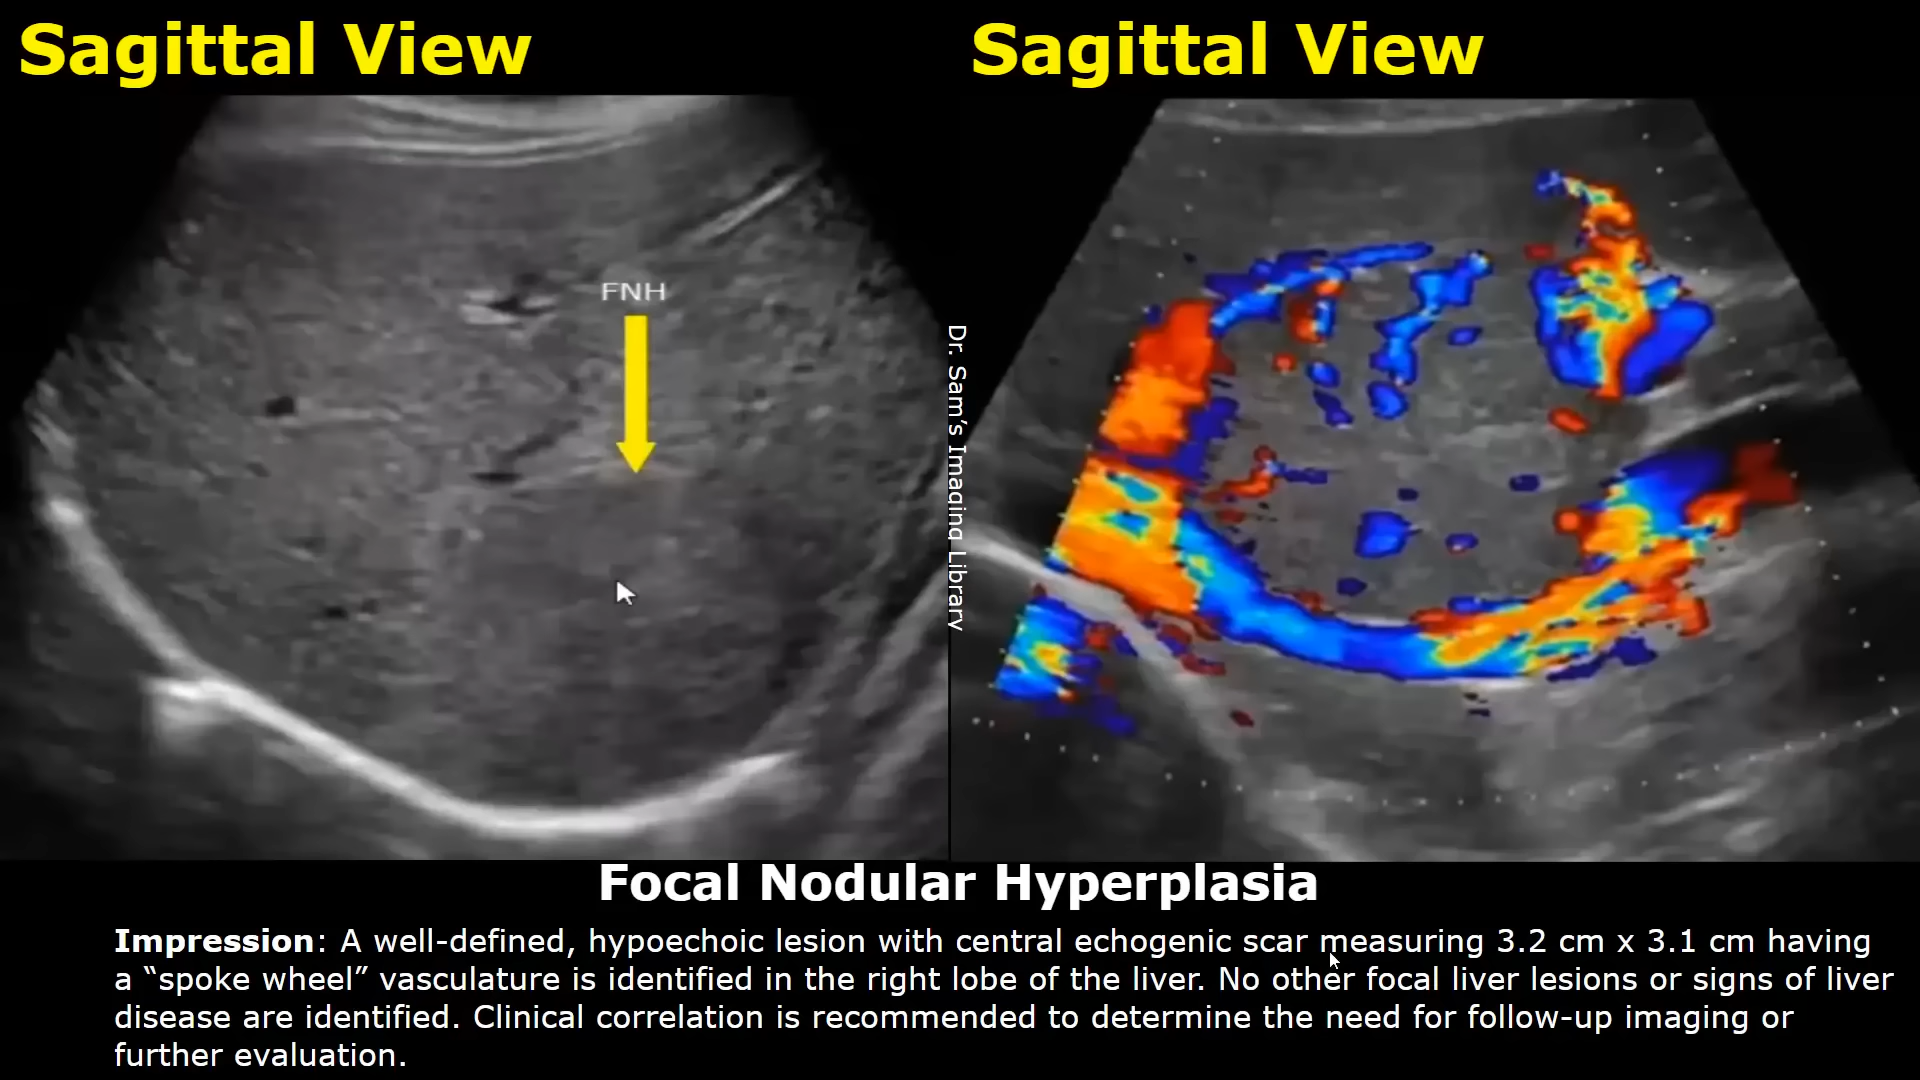 Sagittal View
Sagittal View
FNH
Dr. Sam's Imaging Library
Focal Nodular Hyperplasia
Impression: A well-defined, hypoechoic lesion with central echogenic scar measuring 3.2 cm x 3.1 cm having
a “spoke wheel” vasculature is identified in the right lobe of the liver. No other focal liver lesions or signs of liver
disease are identified. Clinical correlation is recommended to determine the need for follow-up imaging or
further evaluation.